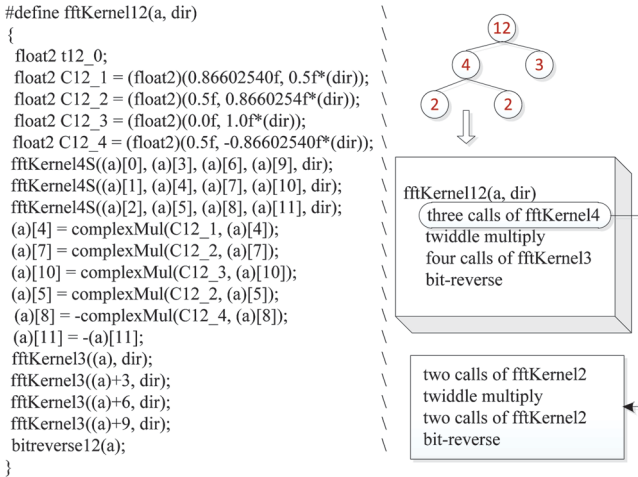 #define fftKernel12(a, dir) \
{ \
float2 t12_0; \
float2 C12_1 = (float2)(0.86602540f, 0.5f*(dir)); \
float2 C12_2 = (float2)(0.5f, 0.8660254f*(dir)); \
float2 C12_3 = (float2)(0.0f, 1.0f*(dir)); \
float2 C12_4 = (float2)(0.5f, -0.86602540f*(dir)); \
fftKernel4S((a)[0], (a)[3], (a)[6], (a)[9], dir); \
fftKernel4S((a)[1], (a)[4], (a)[7], (a)[10], dir); \
fftKernel4S((a)[2], (a)[5], (a)[8], (a)[11], dir); \
(a)[4] = complexMul(C12_1, (a)[4]); \
(a)[7] = complexMul(C12_2, (a)[7]); \
(a)[10] = complexMul(C12_3, (a)[10]); \
(a)[5] = complexMul(C12_2, (a)[5]); \
(a)[8] = -complexMul(C12_4, (a)[8]); \
(a)[11] = -(a)[11]; \
fftKernel3((a), dir); \
fftKernel3((a)+3, dir); \
fftKernel3((a)+6, dir); \
fftKernel3((a)+9, dir); \
bitreverse12(a); \
}
12
4 3
2 2
fftKernel12(a, dir)
three calls of fftKernel4
twiddle multiply
four calls of fftKernel3
bit-reverse
two calls of fftKernel2
twiddle multiply
two calls of fftKernel2
bit-reverse